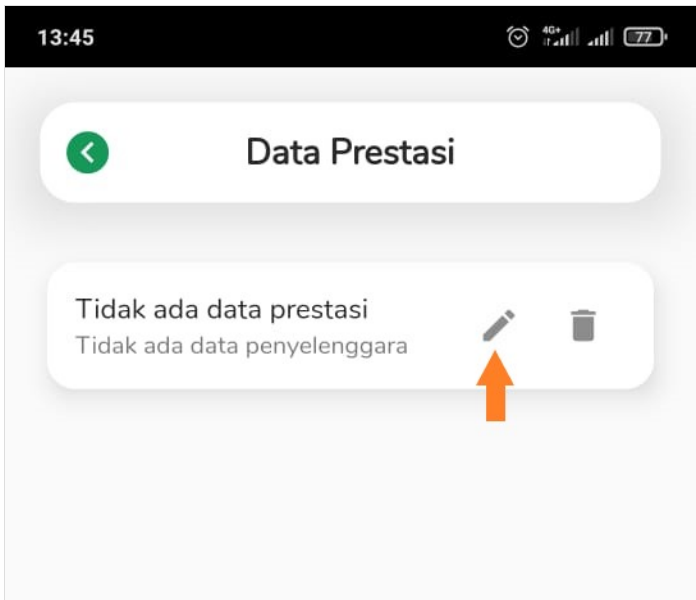 13:45
4G+
77
Data Prestasi
Tidak ada data prestasi
Tidak ada data penyelenggara